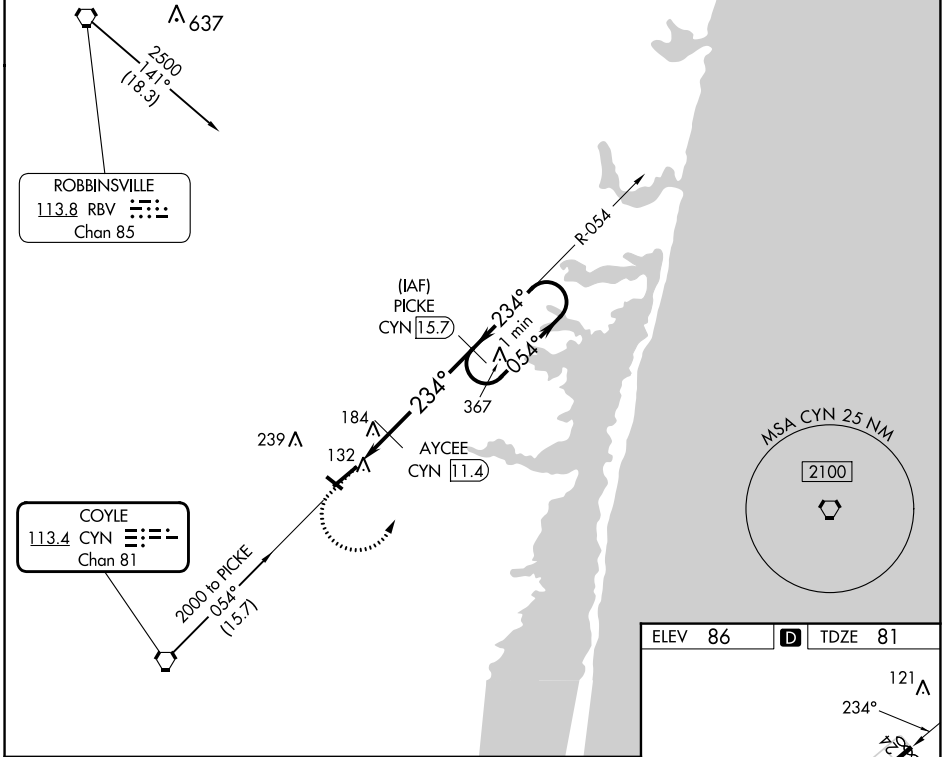 637
2500
141°
(18.3)
ROBBINSVILLE
113.8 RBV
Chan 85
R-054
(IAF)
PICKE
CYN 15.7
234°
1 min
054°
367
234°
184
239
132
AYCEE
CYN 11.4
MSA CYN 25 NM
2100
COYLE
113.4 CYN
Chan 81
2000 to PICKE
054°
(15.7)
ELEV 86 D TDZE 81
121
234°